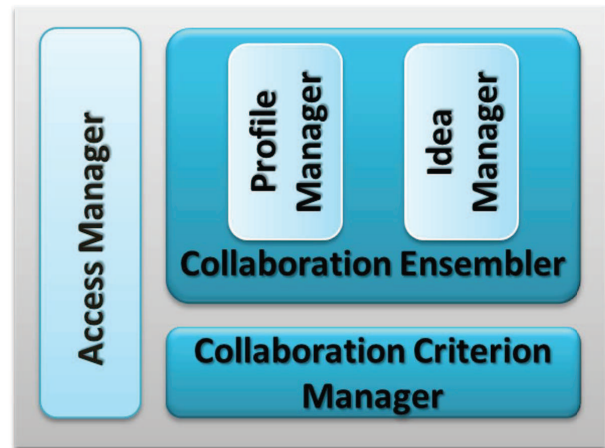 Access Manager
Profile
Manager
Idea
Manager
Collaboration Ensembler
Collaboration Criterion
Manager